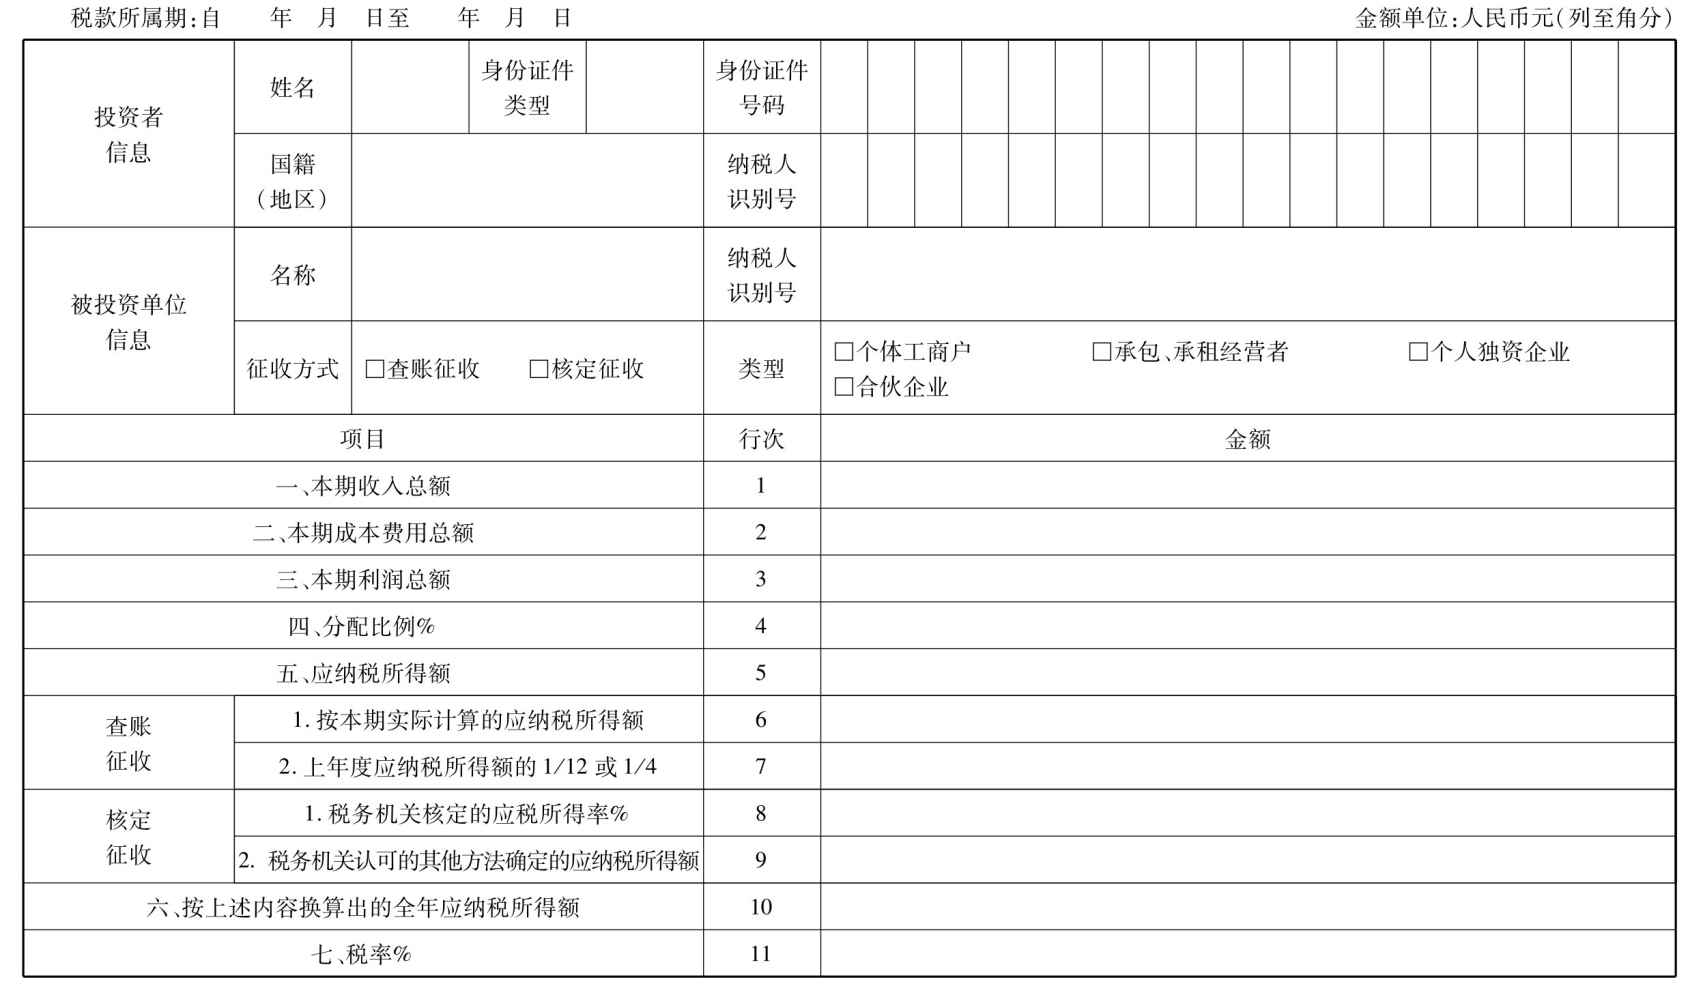 税款所属期:自　　年　月　日至　　年　月　日　　　　金额单位:人民币元(列至角分)
投资者
信息
姓名
身份证件
类型
身份证件
号码
国籍
(地区)
纳税人
识别号
被投资单位
信息
名称
纳税人
识别号
征收方式
□查账征收　　□核定征收
类型
□个体工商户　　□承包、承租经营者　　□个人独资企业
□合伙企业
项目　　行次　　金额
一、本期收入总额　　1
二、本期成本费用总额　　2
三、本期利润总额　　3
四、分配比例%　　4
五、应纳税所得额　　5
查账
征收
1.按本期实际计算的应纳税所得额　　6
2.上年度应纳税所得额的1/12或1/4　　7
核定
征收
1.税务机关核定的应税所得率%　　8
2. 税务机关认可的其他方法确定的应纳税所得额　　9
六、按上述内容换算出的全年应纳税所得额　　10
七、税率%　　11